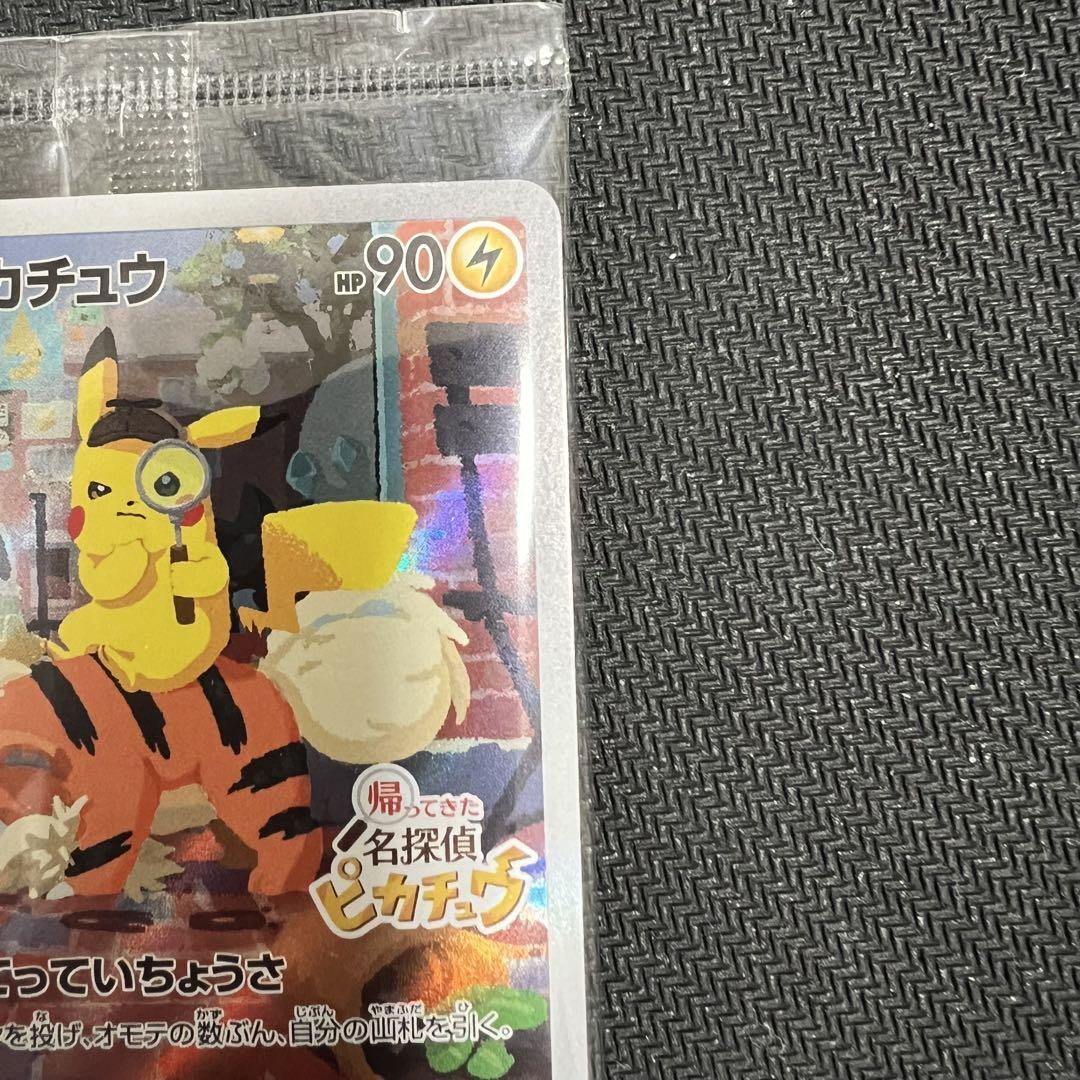 カチュウ HP90
帰ってきた
名探偵
ピカチュウ
てっていちょうさ
を投げ、オモテの数ぶん、自分の山札を引く。